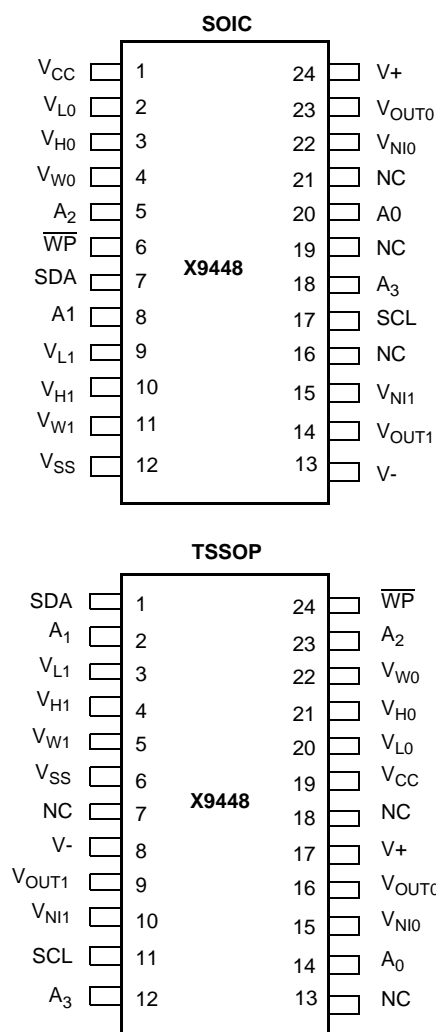 SOIC
VCC 1 24 V+
VL0 2 23 VOUT0
VH0 3 22 VNI0
VW0 4 21 NC
A2 5 20 A0
WP 6 19 NC
X9448
SDA 7 18 A3
A1 8 17 SCL
VL1 9 16 NC
VH1 10 15 VNI1
VW1 11 14 VOUT1
VSS 12 13 V-
TSSOP
SDA 1 24 WP
A1 2 23 A2
VL1 3 22 VW0
VH1 4 21 VH0
VW1 5 20 VL0
VSS 6 19 VCC
X9448
NC 7 18 NC
V- 8 17 V+
VOUT1 9 16 VOUT0
VNI1 10 15 VNI0
SCL 11 14 A0
A3 12 13 NC